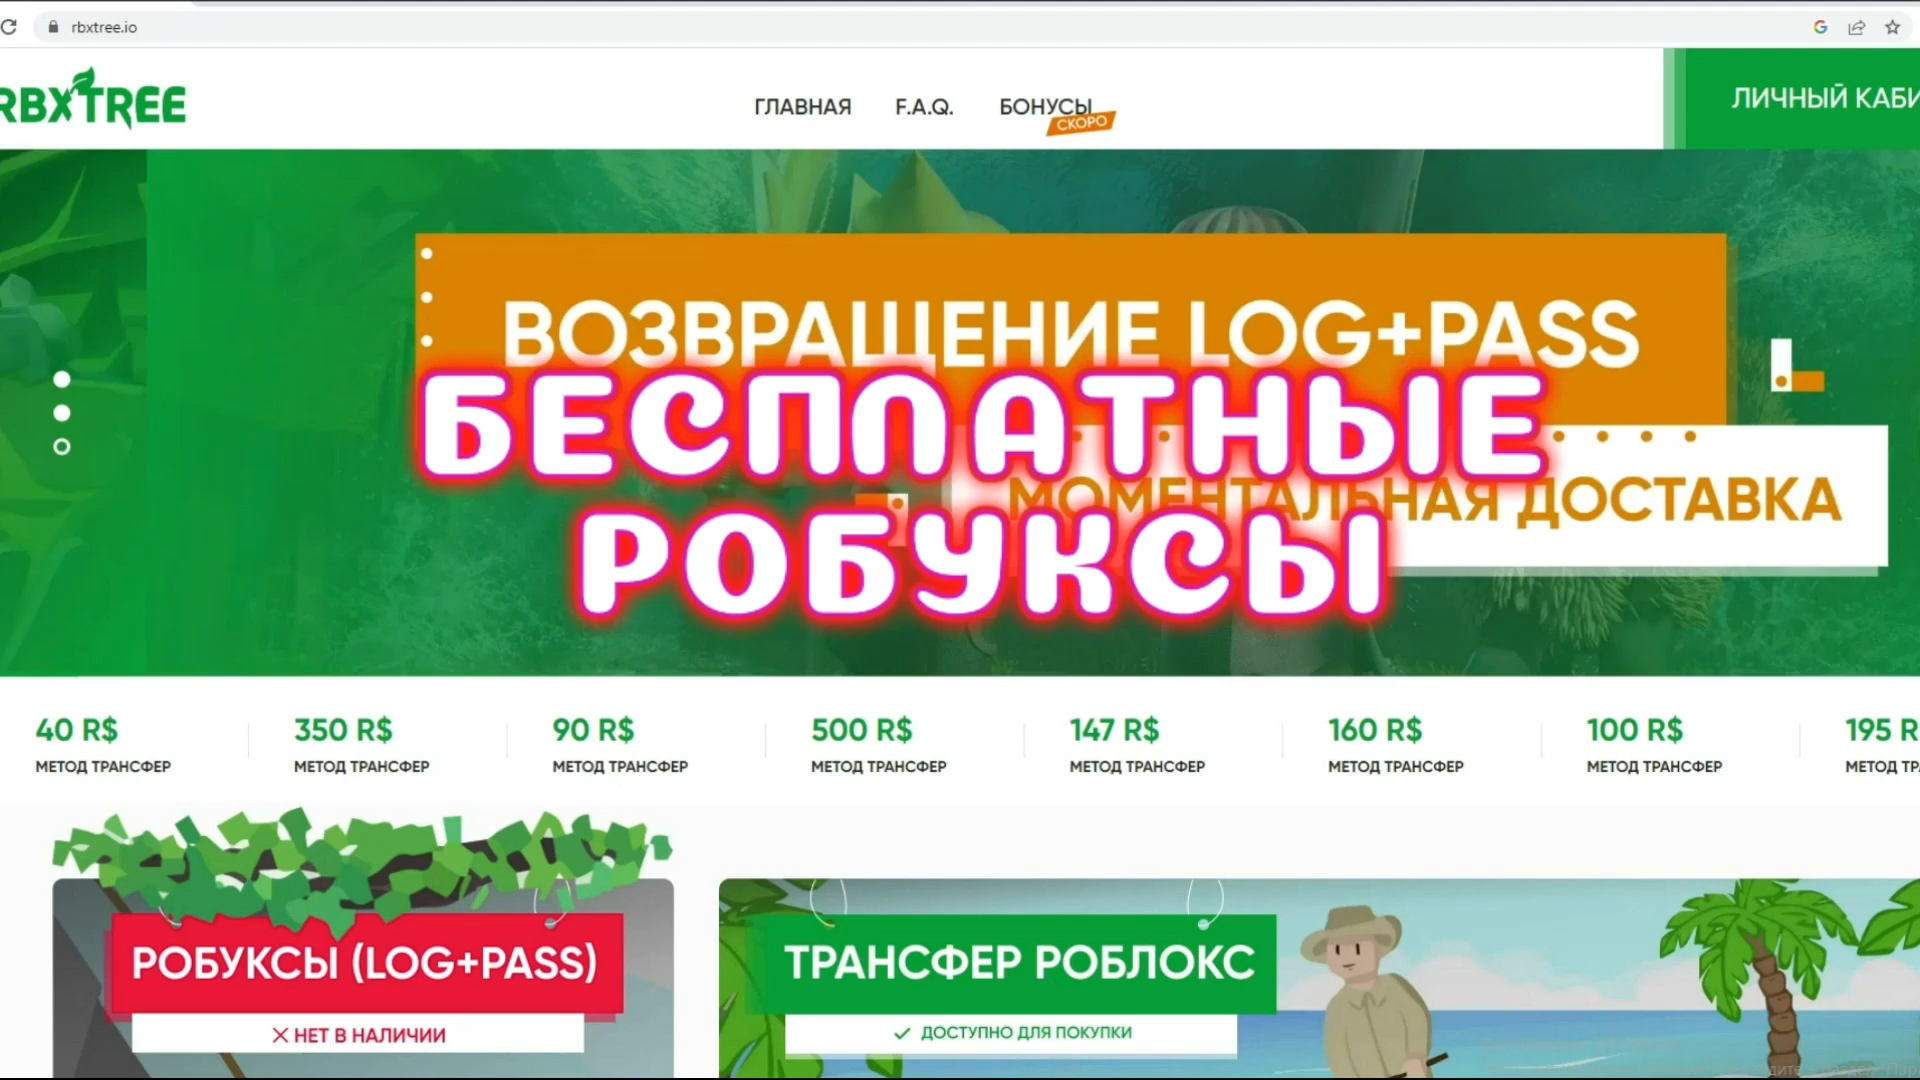 rbxtree.io
RBXTREE
ГЛАВНАЯ
F.A.Q.
БОНУСЫ
СКОРО
ЛИЧНЫЙ
ВОЗВРАЩЕНИЕ LOG+PASS
БЕСПЛАТНЫЕ
МОМЕНТАЛЬНАЯ ДОСТАВКА
РОБУКСЫ
40 R$
МЕТОД ТРАНСФЕР
350 R$
МЕТОД ТРАНСФЕР
90 R$
МЕТОД ТРАНСФЕР
500 R$
МЕТОД ТРАНСФЕР
147 R$
МЕТОД ТРАНСФЕР
160 R$
МЕТОД ТРАНСФЕР
100 R$
МЕТОД ТРАНСФЕР
195 R
МЕТОД
РОБУКСЫ (LOG+PASS)
НЕТ В НАЛИЧИИ
ТРАНСФЕР РОБЛОКС
ДОСТУПНО ДЛЯ ПОКУПКИ